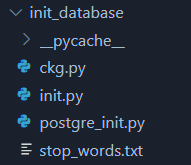 init_database
__pycache__
ckg.py
init.py
postgre_init.py
stop_words.txt